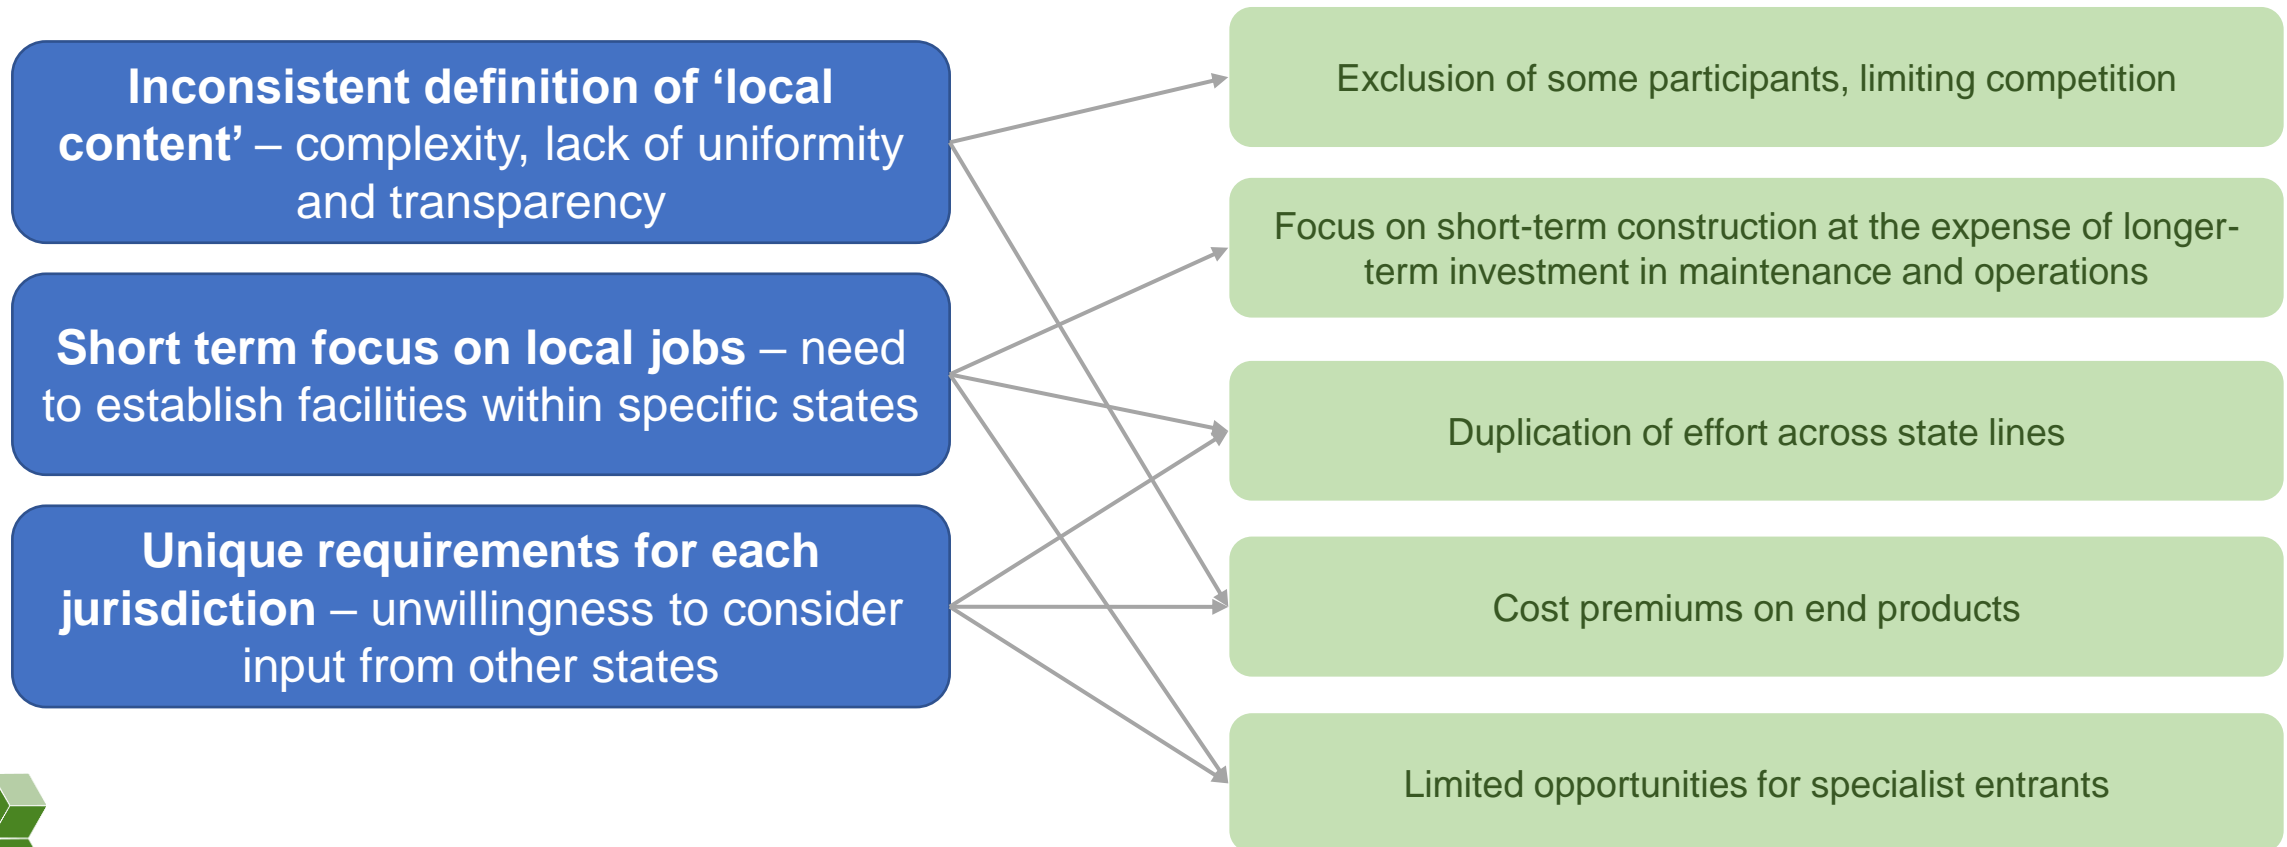 Inconsistent definition of ‘local
content’ – complexity, lack of uniformity
and transparency
Short term focus on local jobs – need
to establish facilities within specific states
Unique requirements for each
jurisdiction – unwillingness to consider
input from other states
Exclusion of some participants, limiting competition
Focus on short-term construction at the expense of longer-
term investment in maintenance and operations
Duplication of effort across state lines
Cost premiums on end products
Limited opportunities for specialist entrants